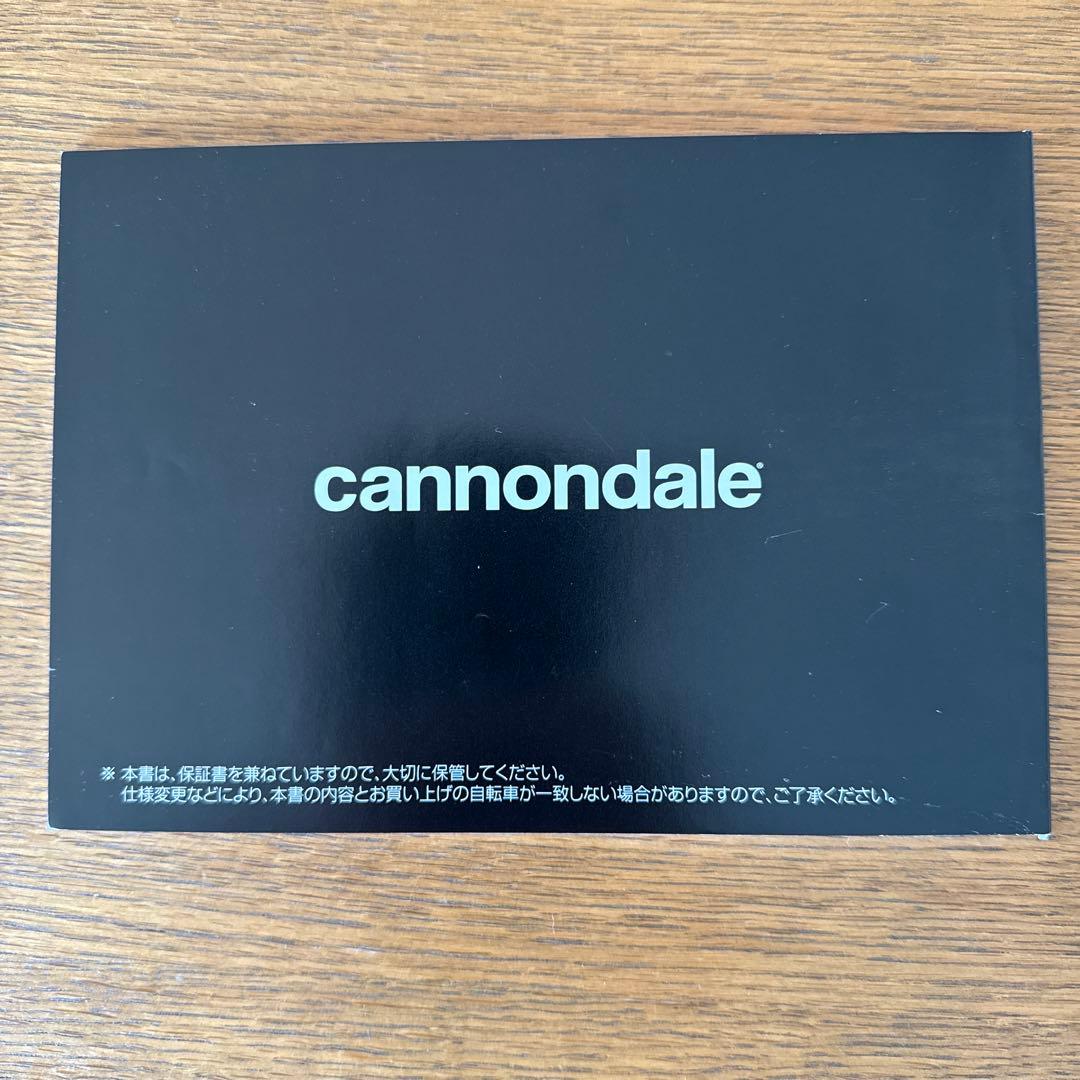 cannondale®
※ 本書は、保証書を兼ねていますので、大切に保管してください。
仕様変更などにより、本書の内容とお買い上げの自転車が一致しない場合がありますので、ご了承ください。